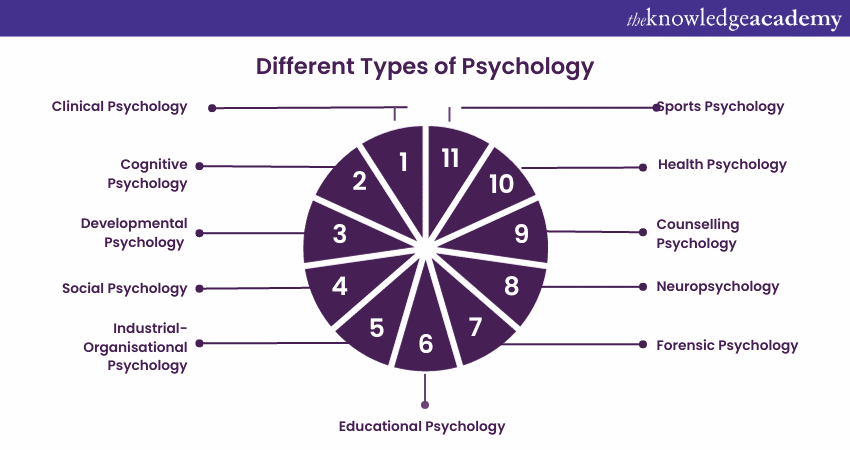 theknowledgeacademy
Different Types of Psychology
Clinical Psychology
Sports Psychology
1
11
Cognitive
Psychology
2
10
Health Psychology
Developmental
Psychology
3
9
Counselling
Psychology
Social Psychology
4
8
Neuropsychology
Industrial-
Organisational
Psychology
5
7
Forensic Psychology
6
Educational Psychology